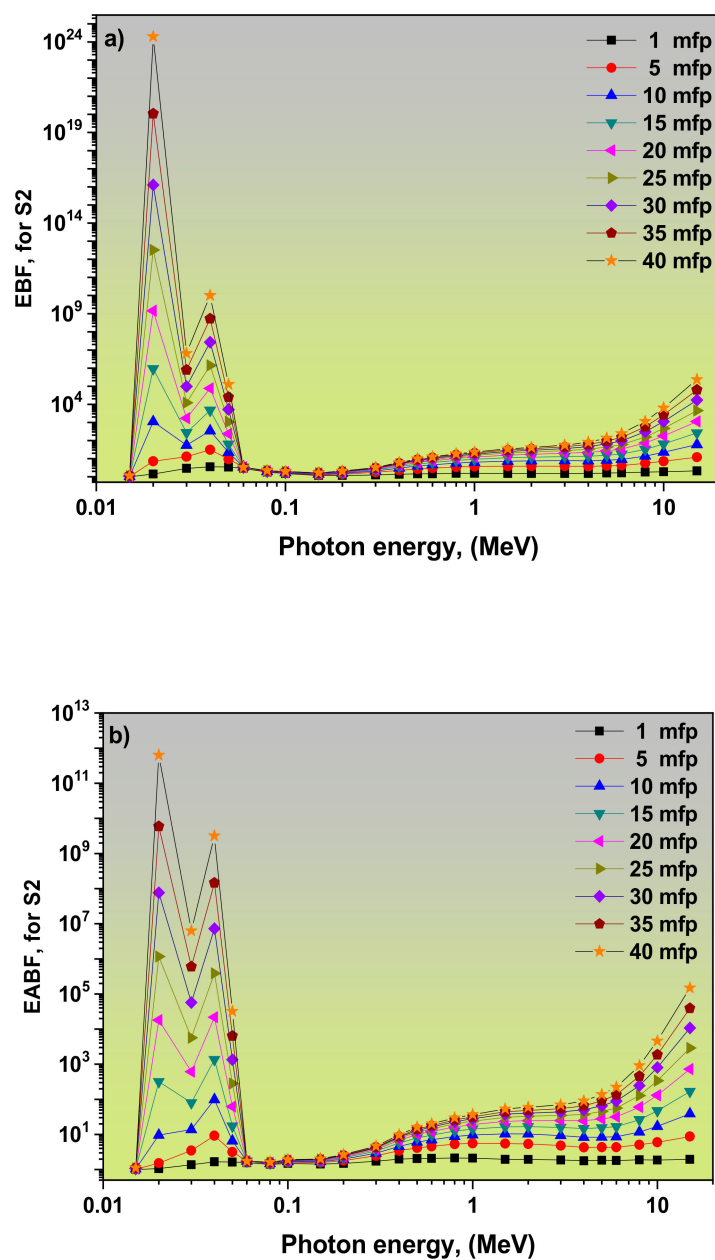 a)
10^24
10^19
10^14
10^9
10^4
EBF, for S2
1 mfp
5 mfp
10 mfp
15 mfp
20 mfp
25 mfp
30 mfp
35 mfp
40 mfp
0.01 0.1 1 10
Photon energy, (MeV)
b)
10^13
10^11
10^9
10^7
10^5
10^3
10^1
EABF, for S2
1 mfp
5 mfp
10 mfp
15 mfp
20 mfp
25 mfp
30 mfp
35 mfp
40 mfp
0.01 0.1 1 10
Photon energy, (MeV)